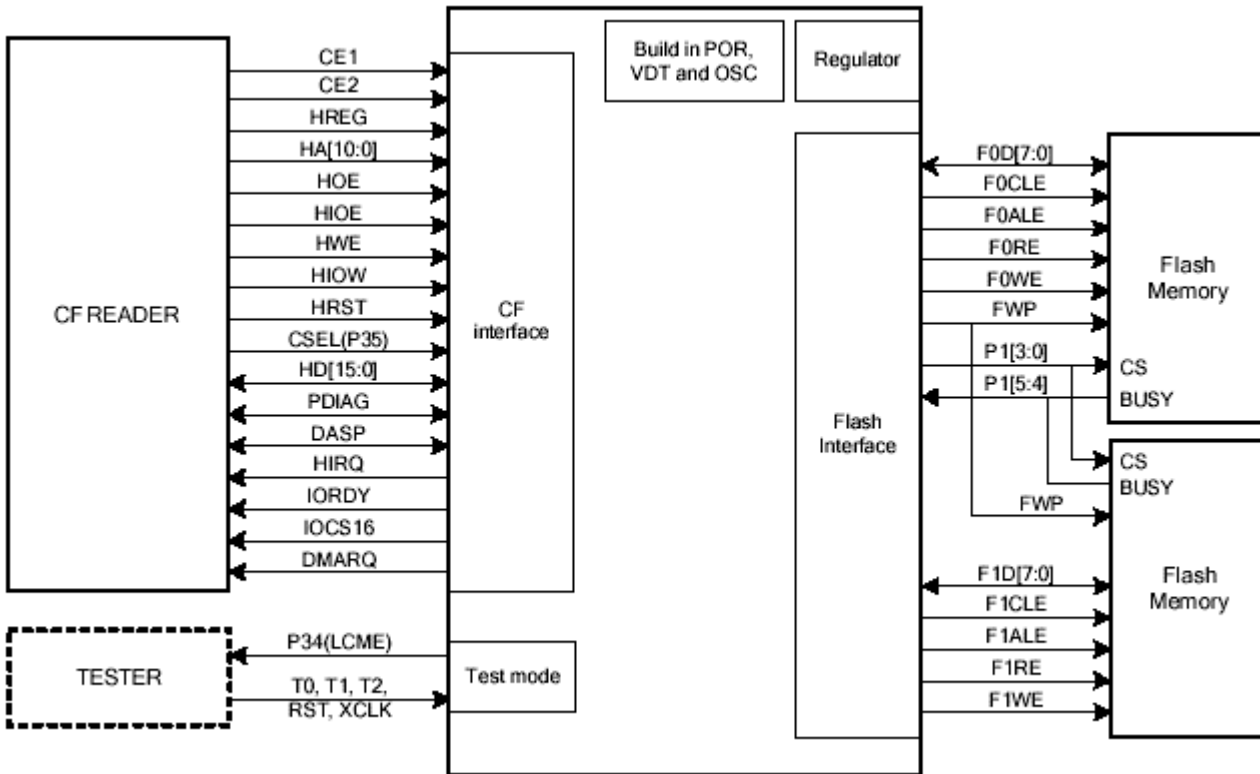 CF READER
CE1
CE2
HREG
HA[10:0]
HOE
HIOE
HWE
HIOW
HRST
CSEL(P35)
HD[15:0]
PDIAG
DASP
HIRQ
IORDY
IOCS16
DMARQ
CF
interface
TESTER
P34(LCME)
T0, T1, T2,
RST, XCLK
Test mode
Build in POR,
VDT and OSC
Regulator
Flash
Interface
F0D[7:0]
F0CLE
F0ALE
F0RE
F0WE
FWP
P1[3:0]
P1[5:4]
Flash
Memory
CS
BUSY
CS
BUSY
FWP
F1D[7:0]
F1CLE
F1ALE
F1RE
F1WE
Flash
Memory